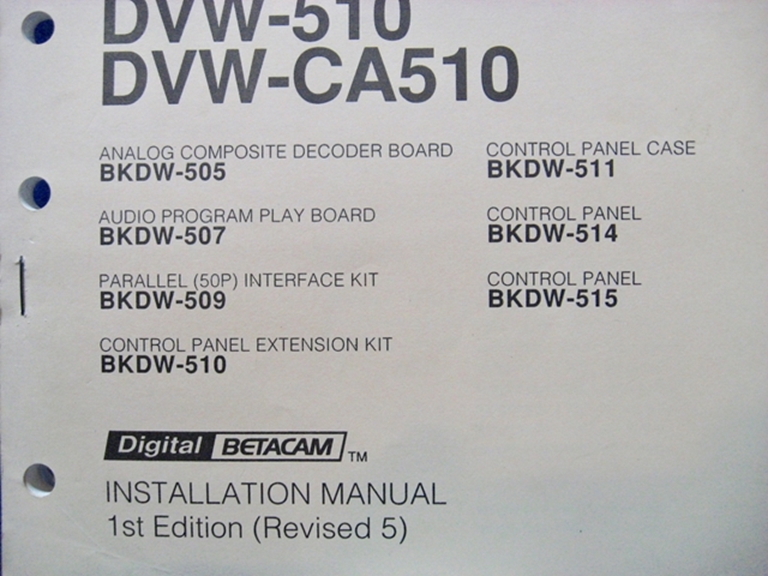 DVW-510
DVW-CA510
ANALOG COMPOSITE DECODER BOARD
BKDW-505
AUDIO PROGRAM PLAY BOARD
BKDW-507
PARALLEL (50P) INTERFACE KIT
BKDW-509
CONTROL PANEL EXTENSION KIT
BKDW-510
CONTROL PANEL CASE
BKDW-511
CONTROL PANEL
BKDW-514
CONTROL PANEL
BKDW-515
Digital BETACAM TM
INSTALLATION MANUAL
1st Edition (Revised 5)